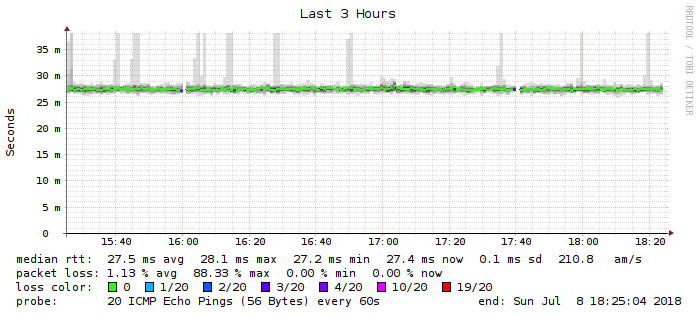 Last 3 Hours
RRDTOOL / TOBI OETIKER
Seconds
35 m
30 m
25 m
20 m
15 m
10 m
5 m
0
15:40 16:00 16:20 16:40 17:00 17:20 17:40 18:00 18:20
median rtt: 27.5 ms avg 28.1 ms max 27.2 ms min 27.4 ms now 0.1 ms sd 210.8 am/s
packet loss: 1.13 % avg 88.33 % max 0.00 % min 0.00 % now
loss color: 0 1/20 2/20 3/20 4/20 10/20 19/20
probe: 20 ICMP Echo Pings (56 Bytes) every 60s end: Sun Jul 8 18:25:04 2018